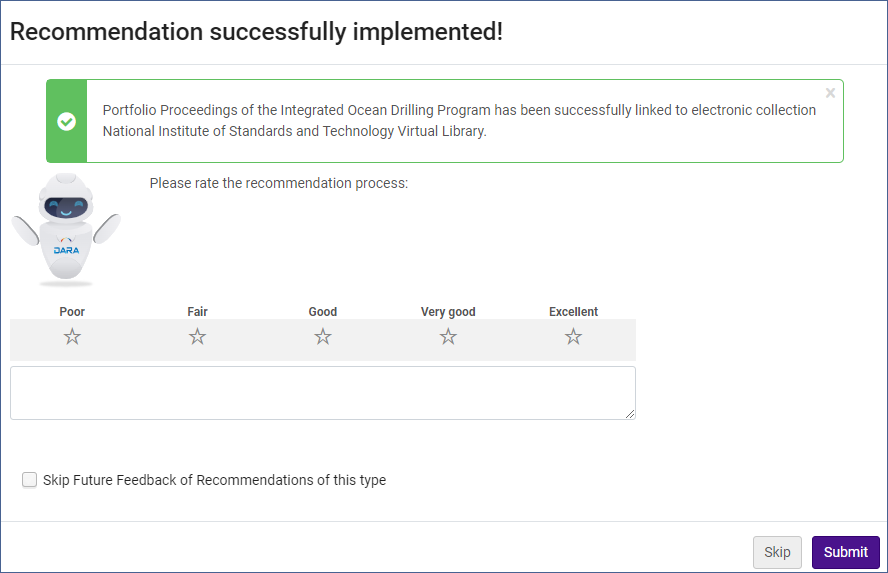 Recommendation successfully implemented!
Portfolio Proceedings of the Integrated Ocean Drilling Program has been successfully linked to electronic collection
National Institute of Standards and Technology Virtual Library.
Please rate the recommendation process:
DARA
Poor Fair Good Very good Excellent
Skip Future Feedback of Recommendations of this type
Skip Submit